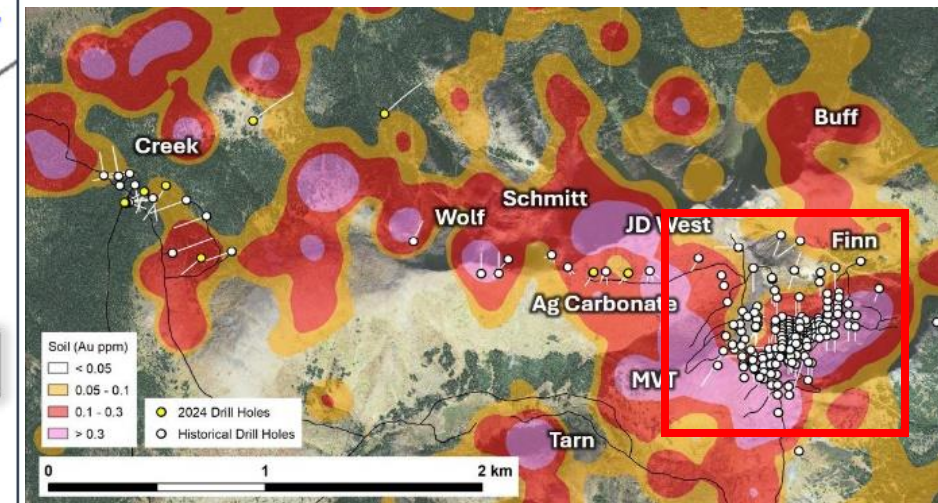 Buff
Creek
Schmitt
Wolf
JD West
Finn
Ag Carbonate
MVT
Tarn
Soil (Au ppm)
< 0.05
0.05 - 0.1
0.1 - 0.3
> 0.3
2024 Drill Holes
Historical Drill Holes
0
1
2 km